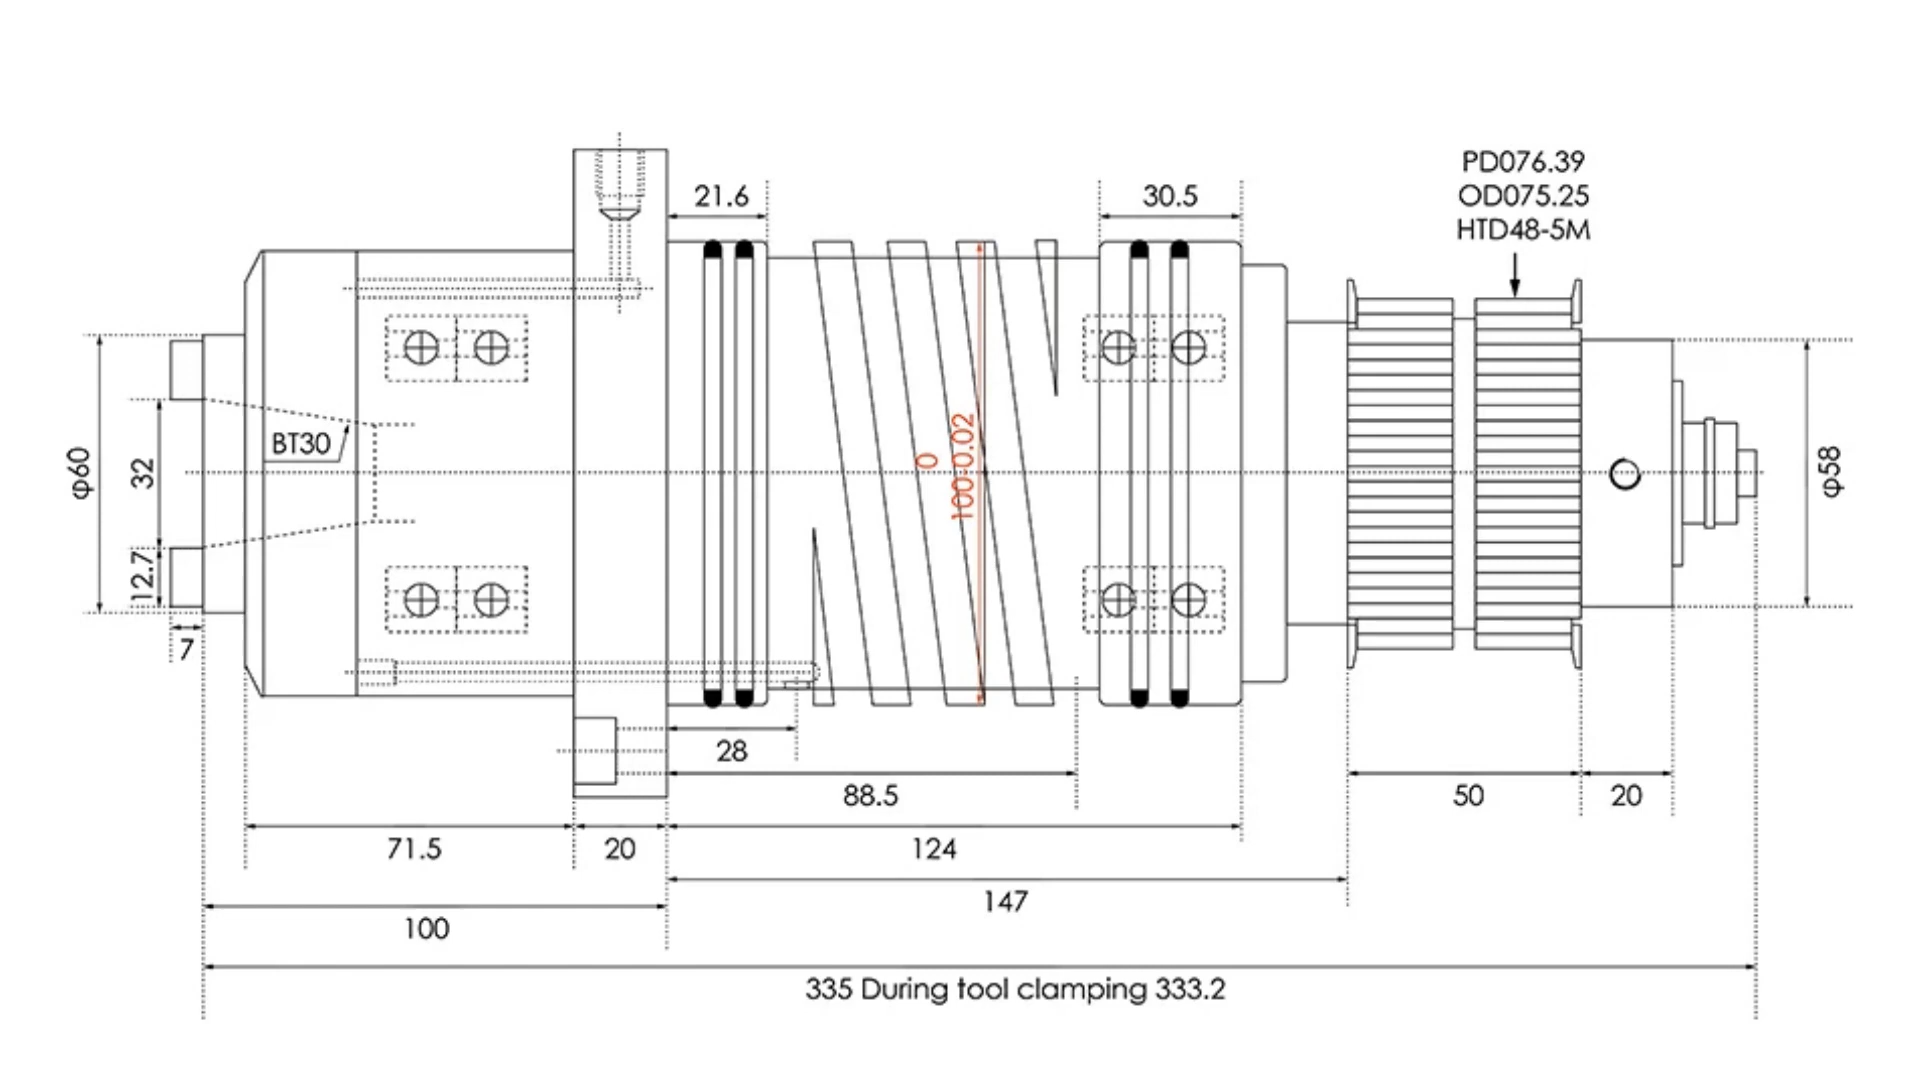 PD076.39
OD075.25
HTD48-5M
21.6
30.5
BT30
φ60
32
12.7
7
0
100-0.02
φ58
28
88.5
50
20
71.5
20
124
147
100
335 During tool clamping 333.2